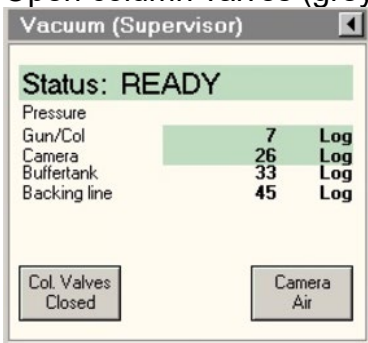 Open column valves (grey
Vacuum (Supervisor)
Status: READY
Pressure
Gun/Col 7 Log
Camera 26 Log
Buffertank 33 Log
Backing line 45 Log
Col. Valves
Closed
Camera
Air